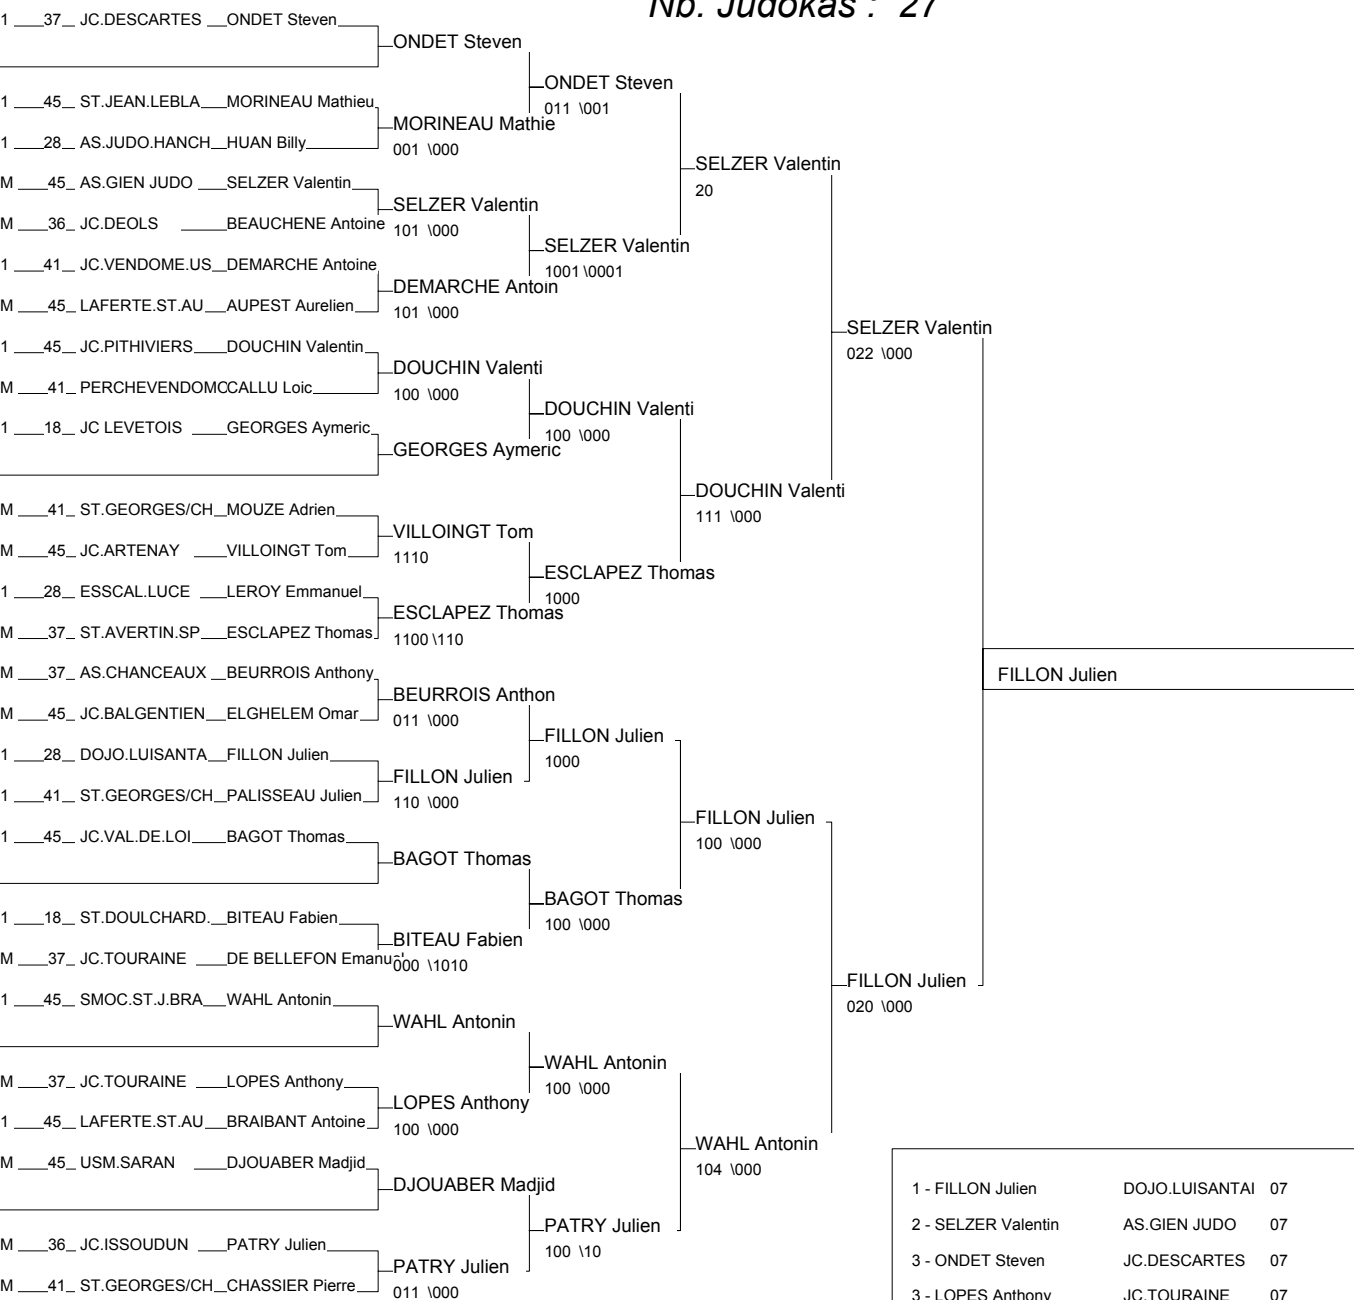 Nb. Judokas : 27
1 37 JC.DESCARTES ONDET Steven
ONDET Steven
ONDET Steven
011 \001
1 45 ST.JEAN.LEBLA MORINEAU Mathieu
MORINEAU Mathie
001 \000
1 28 AS.JUDO.HANCH HUAN Billy
SELZER Valentin
20
M 45 AS.GIEN JUDO SELZER Valentin
SELZER Valentin
101 \000
M 36 JC.DEOLS BEAUCHENE Antoine
SELZER Valentin
1001 \0001
1 41 JC.VENDOME.US DEMARCHE Antoine
DEMARCHE Antoin
101 \000
M 45 LAFERTE.ST.AU AUPEST Aurelien
SELZER Valentin
022 \000
1 45 JC.PITHIVIERS DOUCHIN Valentin
DOUCHIN Valenti
100 \000
M 41 PERCHEVENDOMC CALLU Loic
DOUCHIN Valenti
100 \000
1 18 JC LEVETOIS GEORGES Aymeric
GEORGES Aymeric
DOUCHIN Valenti
111 \000
M 41 ST.GEORGES/CH MOUZE Adrien
VILLOINGT Tom
1110
M 45 JC.ARTENAY VILLOINGT Tom
ESCLAPEZ Thomas
1000
1 28 ESSCAL.LUCE LEROY Emmanuel
ESCLAPEZ Thomas
1100 \110
M 37 ST.AVERTIN.SP ESCLAPEZ Thomas
FILLON Julien
M 37 AS.CHANCEAUX BEURROIS Anthony
BEURROIS Anthon
011 \000
M 45 JC.BALGENTIEN ELGHELEM Omar
FILLON Julien
1000
1 28 DOJO.LUISANTA FILLON Julien
FILLON Julien
110 \000
1 41 ST.GEORGES/CH PALISSEAU Julien
FILLON Julien
100 \000
1 45 JC.VAL.DE.LOI BAGOT Thomas
BAGOT Thomas
BAGOT Thomas
100 \000
1 18 ST.DOULCHARD. BITEAU Fabien
BITEAU Fabien
000 \1010
M 37 JC.TOURAINE DE BELLEFON Emanuel
FILLON Julien
020 \000
1 45 SMOC.ST.J.BRA WAHL Antonin
WAHL Antonin
WAHL Antonin
100 \000
M 37 JC.TOURAINE LOPES Anthony
LOPES Anthony
100 \000
1 45 LAFERTE.ST.AU BRAIBANT Antoine
WAHL Antonin
104 \000
M 45 USM.SARAN DJOUABER Madjid
DJOUABER Madjid
PATRY Julien
100 \10
M 36 JC.ISSOUDUN PATRY Julien
PATRY Julien
011 \000
M 41 ST.GEORGES/CH CHASSIER Pierre
1 - FILLON Julien DOJO.LUISANTAI 07
2 - SELZER Valentin AS.GIEN JUDO 07
3 - ONDET Steven JC.DESCARTES 07
3 - LOPES Anthony JC.TOURAINE 07